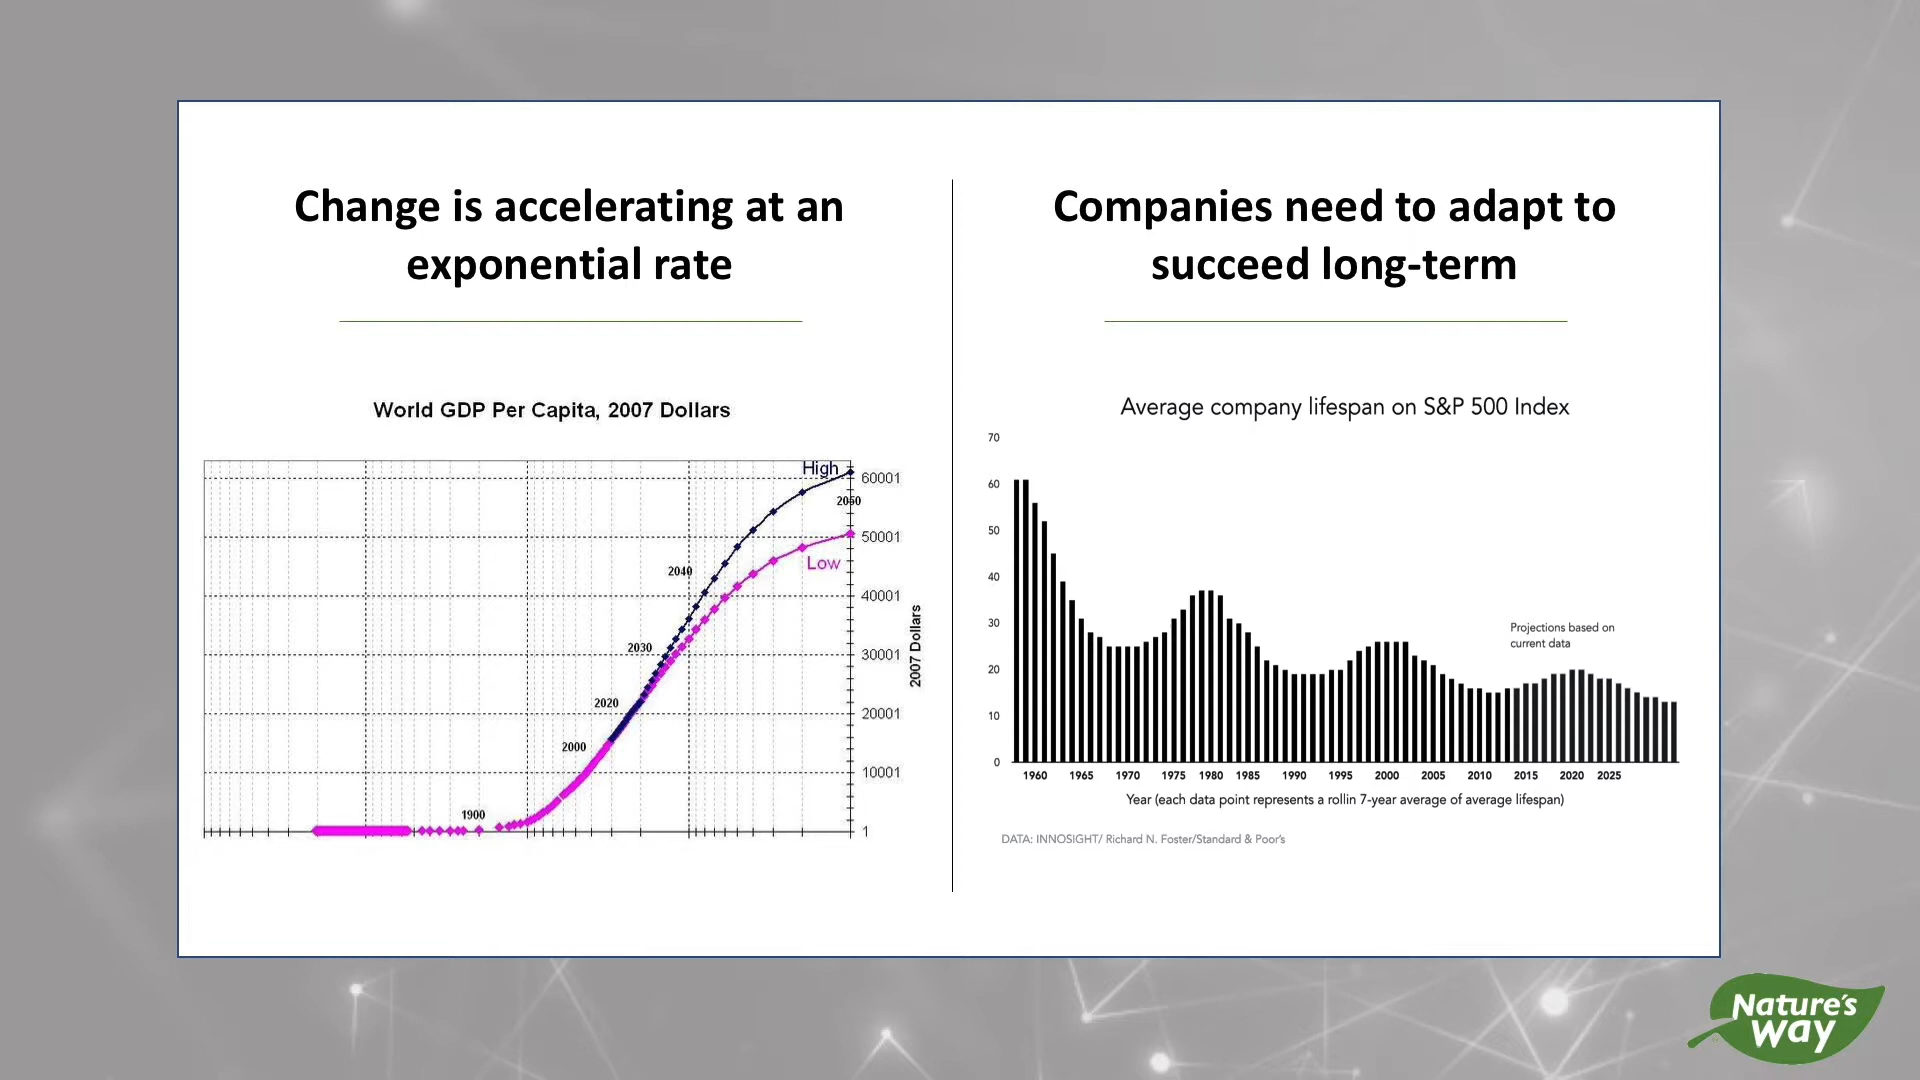 Change is accelerating at an
exponential rate
World GDP Per Capita, 2007 Dollars
High
60001
2050
50001
Low
2040
40001
2030
30001
2007 Dollars
2020
20001
2000
10001
1900
1
Companies need to adapt to
succeed long-term
Average company lifespan on S&P 500 Index
70
60
50
40
30
20
10
0
Projections based on
current data
1960 1965 1970 1975 1980 1985 1990 1995 2000 2005 2010 2015 2020 2025
Year (each data point represents a rollin 7-year average of average lifespan)
DATA: INNOSIGHT/ Richard N. Foster/Standard & Poor's
Nature's
Way